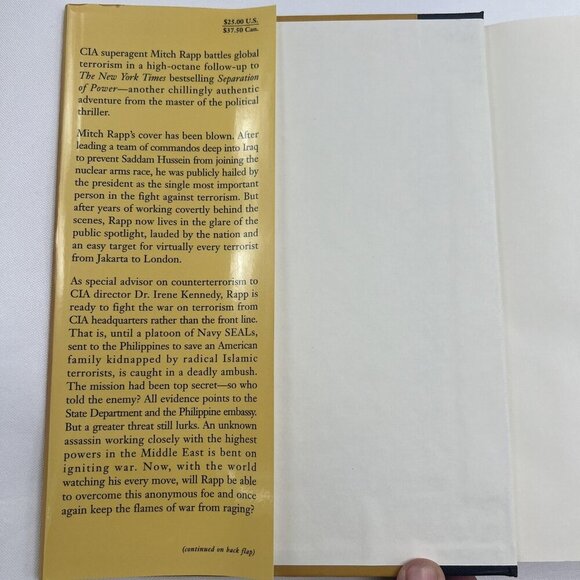 $25.00 U.S.
$37.50 Can.
CIA superagent Mitch Rapp battles global
terrorism in a high-octane follow-up to
The New York Times bestselling Separation
of Power—another chillingly authentic
adventure from the master of the political
thriller.
Mitch Rapp's cover has been blown. After
leading a team of commandos deep into Iraq
to prevent Saddam Hussein from joining the
nuclear arms race, he was publicly hailed by
the president as the single most important
person in the fight against terrorism. But
after years of working covertly behind the
scenes, Rapp now lives in the glare of the
public spotlight, lauded by the nation and
an easy target for virtually every terrorist
from Jakarta to London.
As special advisor on counterterrorism to
CIA director Dr. Irene Kennedy, Rapp is
ready to fight the war on terrorism from
CIA headquarters rather than the front line.
That is, until a platoon of Navy SEALs,
sent to the Philippines to save an American
family kidnapped by radical Islamic
terrorists, is caught in a deadly ambush.
The mission had been top secret—so who
told the enemy? All evidence points to the
State Department and the Philippine embassy.
But a greater threat still lurks. An unknown
assassin working closely with the highest
powers in the Middle East is bent on
igniting war. Now, with the world
watching his every move, will Rapp be able
to overcome this anonymous foe and once
again keep the flames of war from raging?
(continued on back flap)